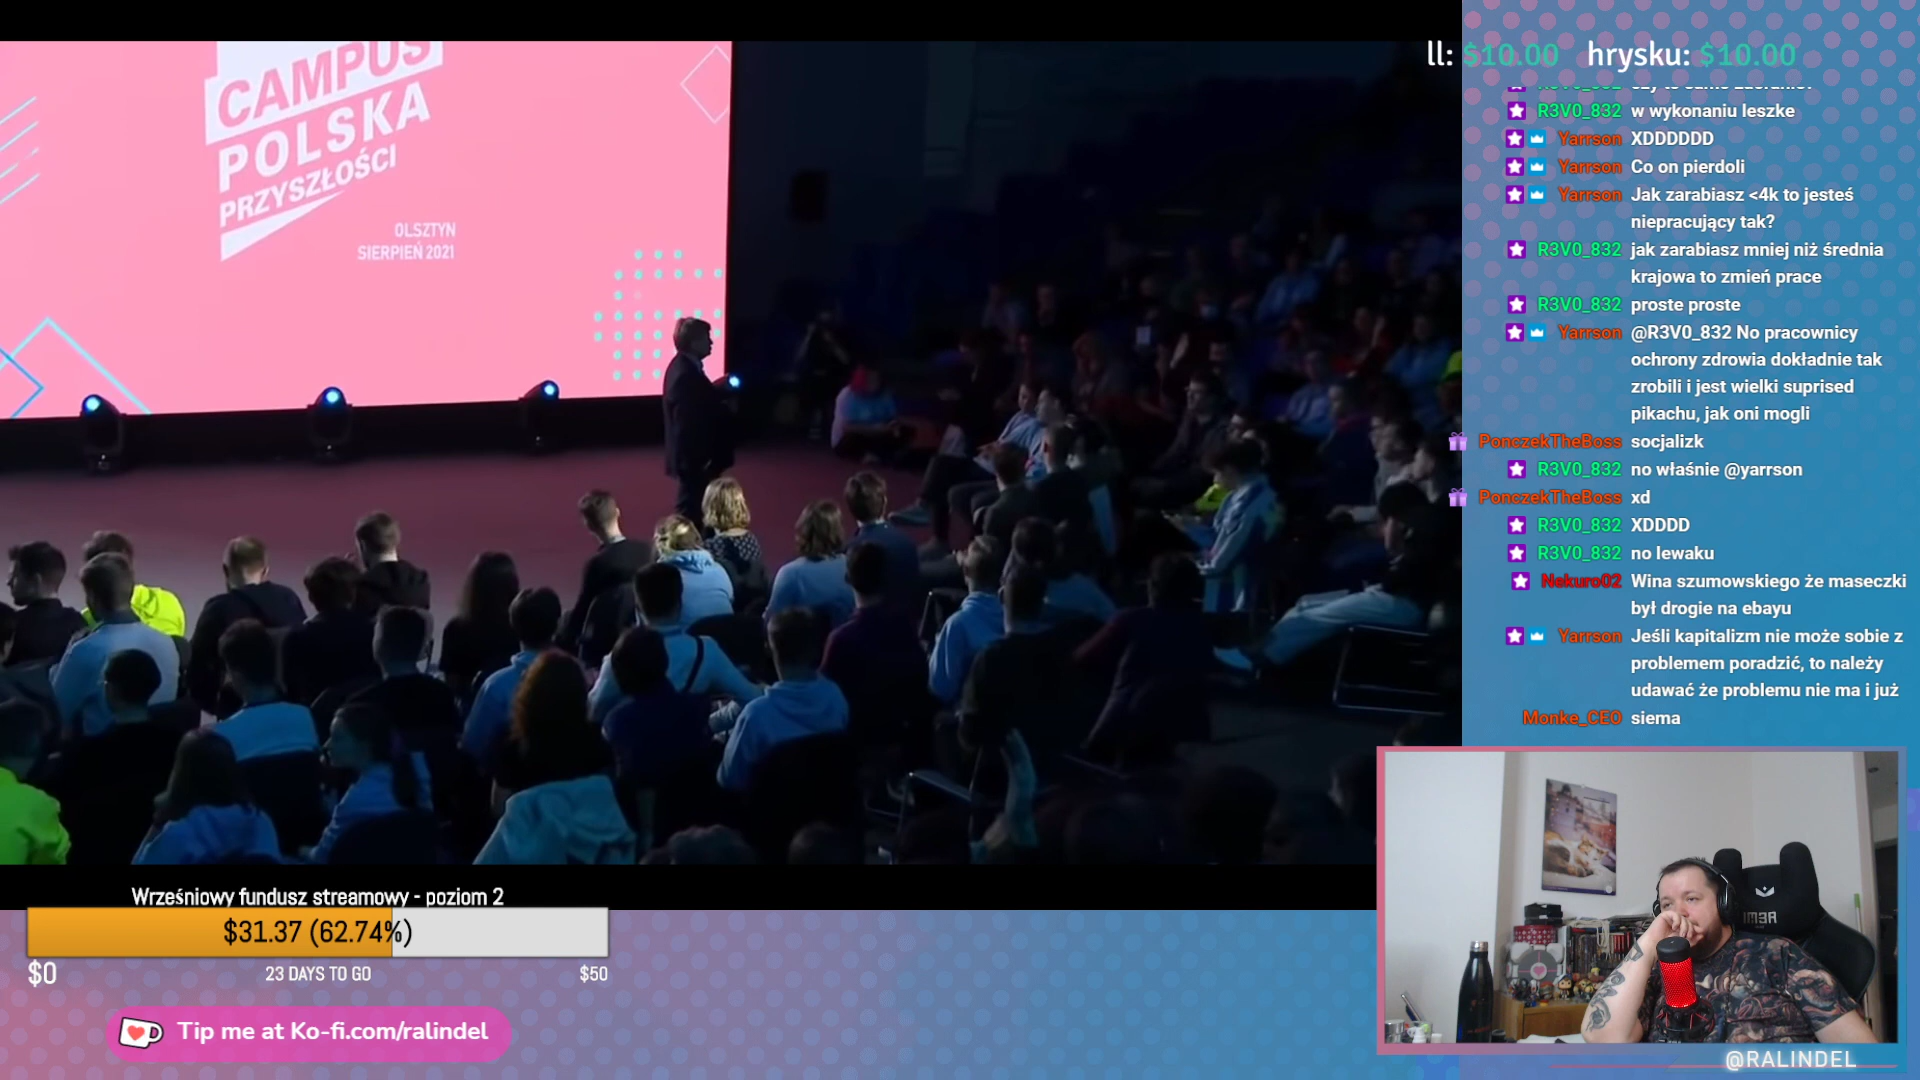 CAMPUS
POLSKA
PRZYSZŁOŚCI
OLSZTYN
SIERPIEŃ 2021
ll: $10.00 hrysku: $10.00
R3V0_832 w wykonaniu leszke
Yarrson XDDDDDD
Yarrson Co on pierdoli
Yarrson Jak zarabiasz <4k to jesteś
niepracujący tak?
R3V0_832 jak zarabiasz mniej niż średnia
krajowa to zmień prace
R3V0_832 proste proste
Yarrson @R3V0_832 No pracownicy
ochrony zdrowia dokładnie tak
zrobili i jest wielki suprised
pikachu, jak oni mogli
PonczekTheBoss socjalizk
R3V0_832 no właśnie @yarrson
PonczekTheBoss xd
R3V0_832 XDDDD
R3V0_832 no lewaku
Nekuro02 Wina szumowskiego że maseczki
był drogie na ebayu
Yarrson Jeśli kapitalizm nie może sobie z
problemem poradzić, to należy
udawać że problemu nie ma i już
Monke_CEO siema
Wrześniowy fundusz streamowy - poziom 2
$31.37 (62.74%)
$0 23 DAYS TO GO $50
Tip me at Ko-fi.com/ralindel
@RALINDEL